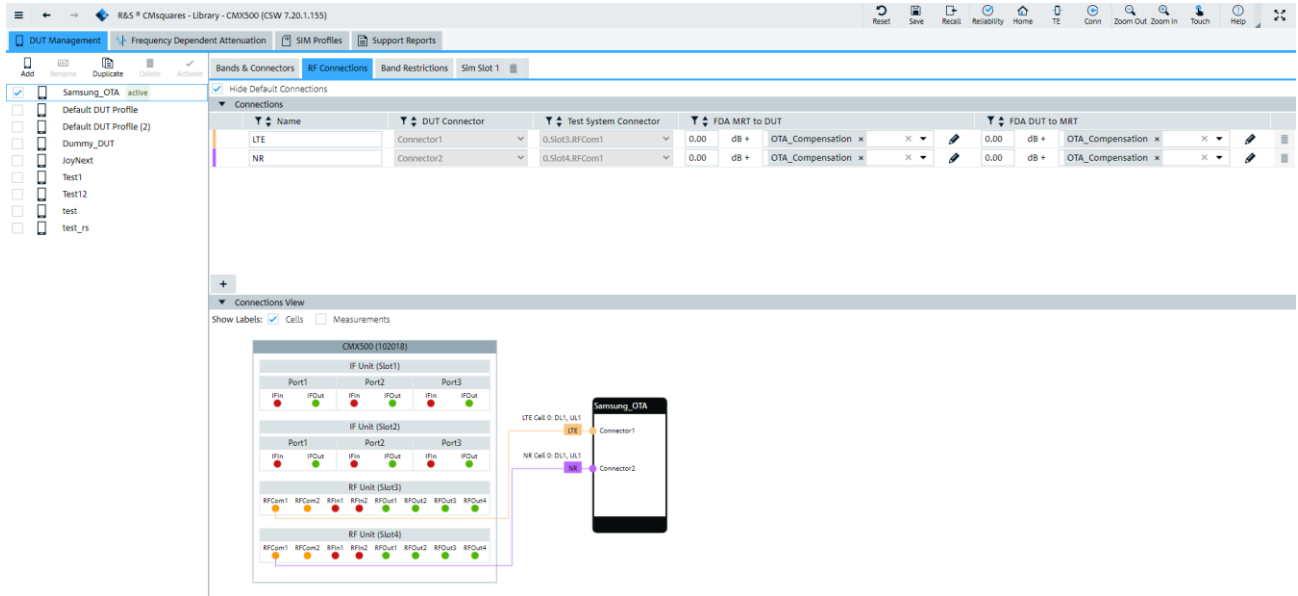 R&S ® CMsquares - Library - CMX500 (CSW 7.20.1.155)
Reset Save Recall Reliability Home TE Conn Zoom Out Zoom In Touch Help
DUT Management Frequency Dependent Attenuation SIM Profiles Support Reports
Add Rename Duplicate Delete Activate
Samsung_OTA active
Default DUT Profile
Default DUT Profile (2)
Dummy_DUT
JoyNext
Test1
Test12
test
test_rs
Bands & Connectors RF Connections Band Restrictions Sim Slot 1
Hide Default Connections
Connections
Name DUT Connector Test System Connector FDA MRT to DUT FDA DUT to MRT
LTE Connector1 0.Slot3.RFCom1 0.00 dB + OTA_Compensation × 0.00 dB + OTA_Compensation ×
NR Connector2 0.Slot4.RFCom1 0.00 dB + OTA_Compensation × 0.00 dB + OTA_Compensation ×
+
Connections View
Show Labels: Cells Measurements
CMX500 (102018)
IF Unit (Slot1)
Port1 Port2 Port3
IFIn IFOut IFIn IFOut IFIn IFOut
IF Unit (Slot2)
Port1 Port2 Port3
IFIn IFOut IFIn IFOut IFIn IFOut
RF Unit (Slot3)
RFCom1 RFCom2 RFIn1 RFIn2 RFOut1 RFOut2 RFOut3 RFOut4
RF Unit (Slot4)
RFCom1 RFCom2 RFIn1 RFIn2 RFOut1 RFOut2 RFOut3 RFOut4
Samsung_OTA
LTE Cell 0: DL1, UL1
LTE Connector1
NR Cell 0: DL1, UL1
NR Connector2